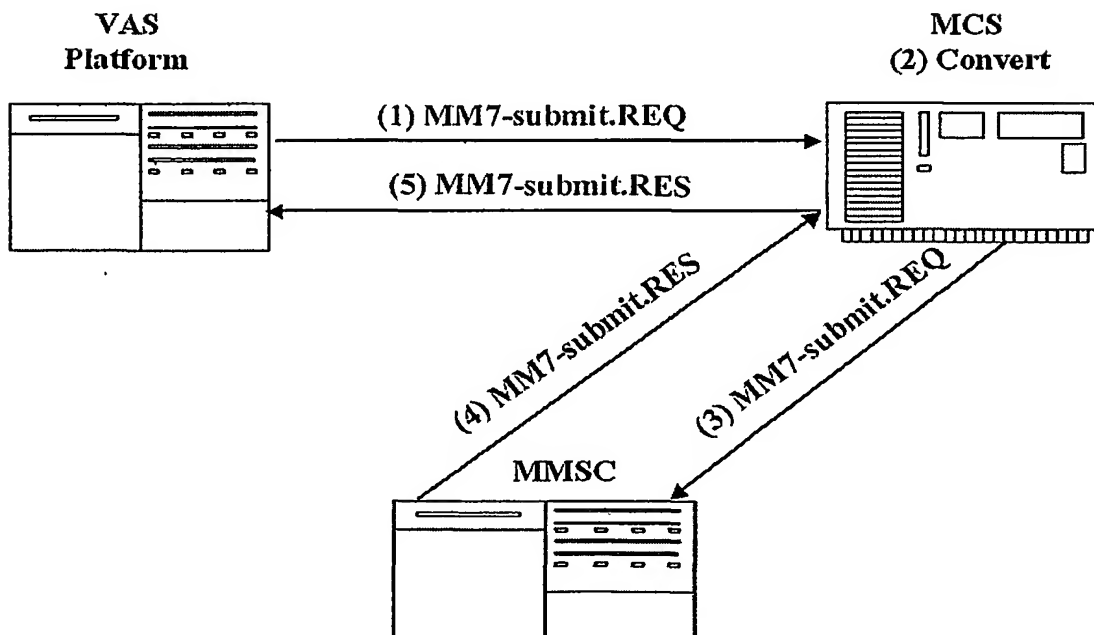 VAS
Platform
MCS
(2) Convert
(1) MM7-submit.REQ
(5) MM7-submit.RES
(4) MM7-submit.RES
(3) MM7-submit.REQ
MMSC